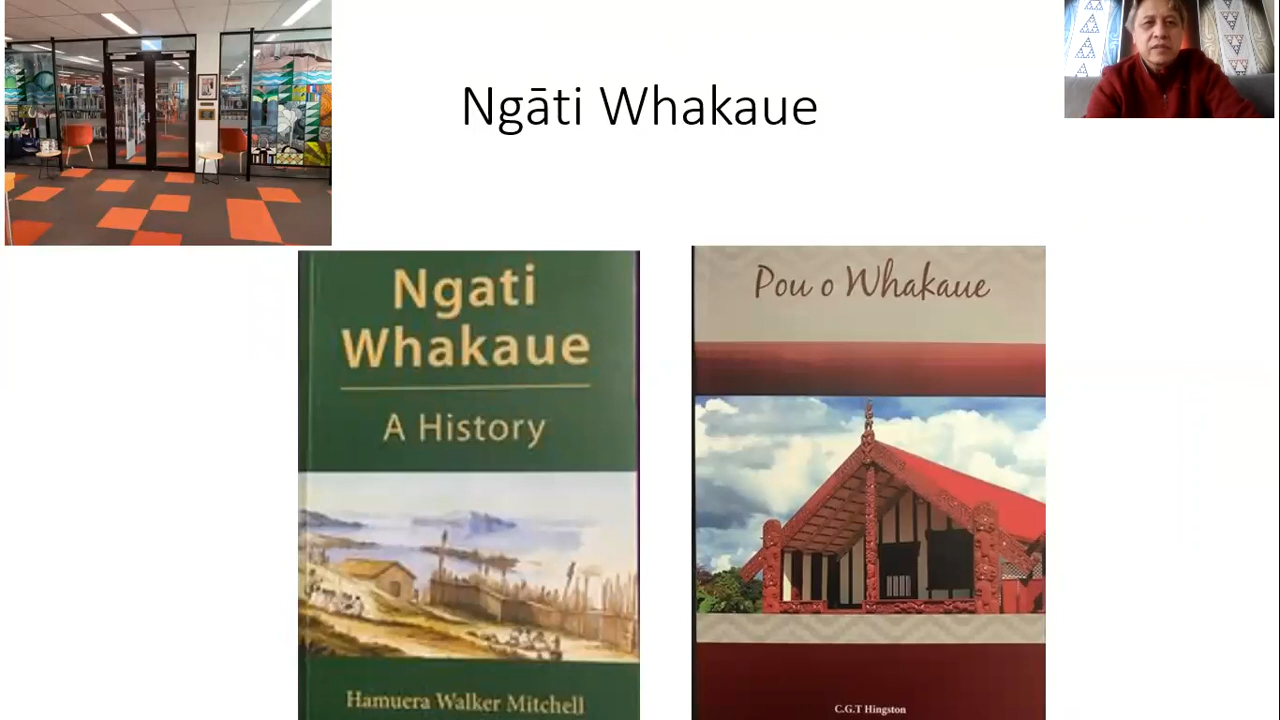 Ngāti Whakaue
Ngati
Whakaue
A History
Hamuera Walker Mitchell
Pou o Whakaue
C.G.T Hingston